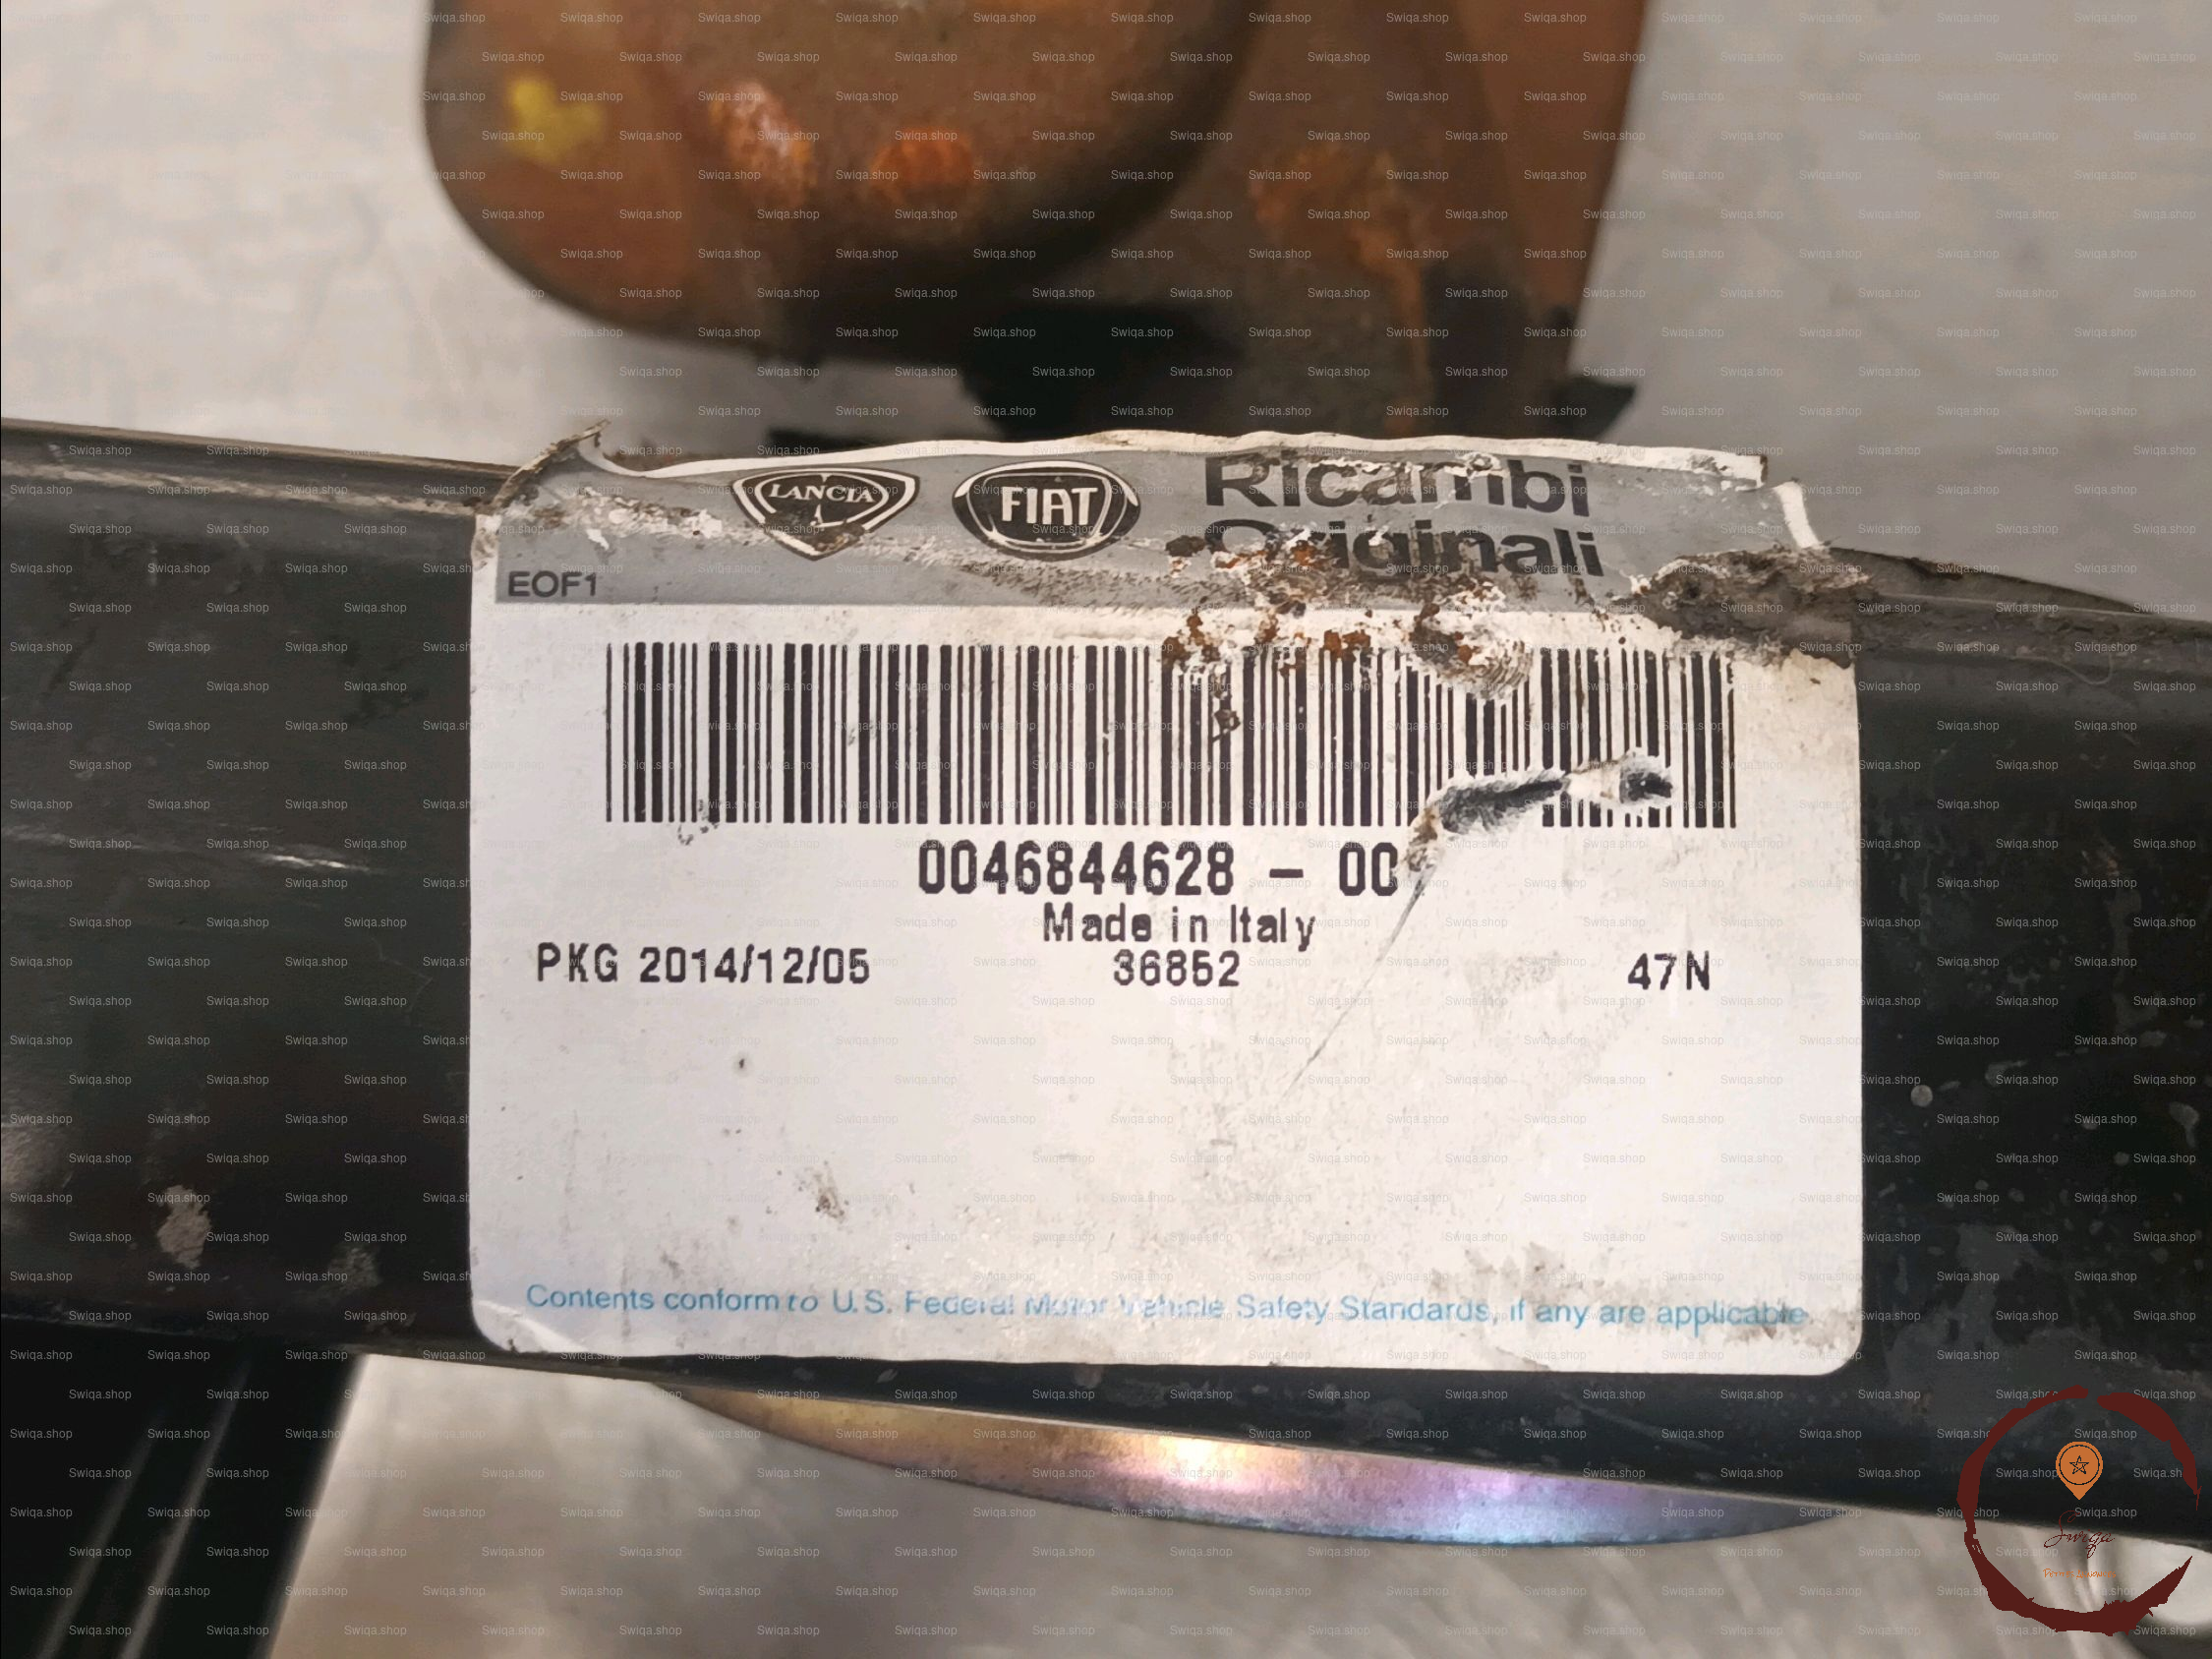 LANCIA FIAT Ricambi
Originali
EOF1
0046844628 - 00
Made in Italy
PKG 2014/12/05 36852 47N
Contents conform to U.S. Federal Motor Vehicle Safety Standards, if any are applicable
Swiqa.shop
Swiqa